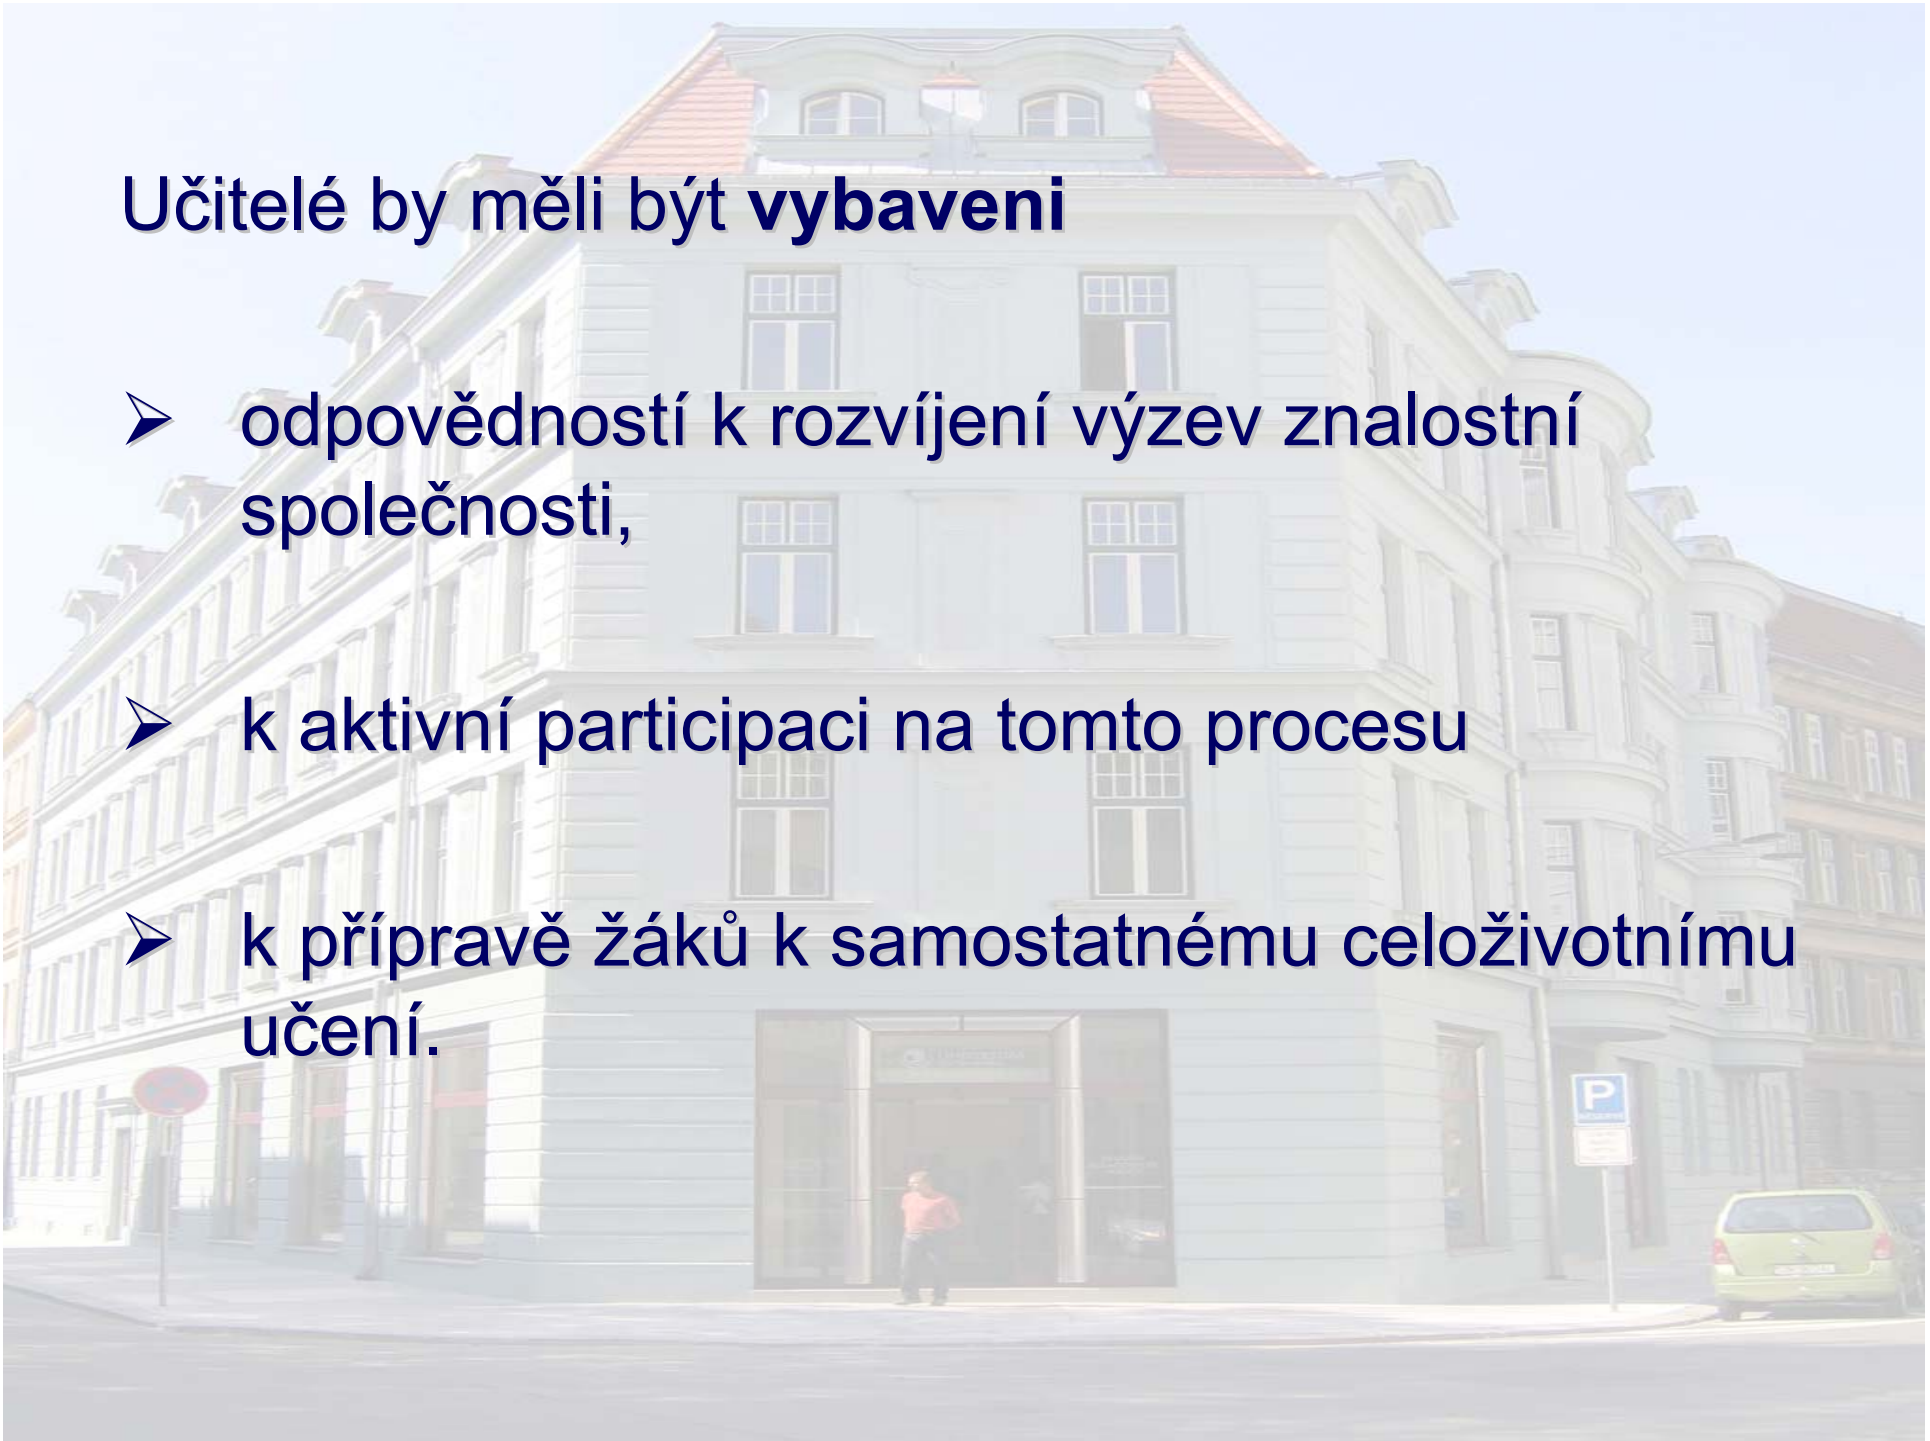 Učitelé by měli být vybaveni
➢ odpovědností k rozvíjení výzev znalostní
společnosti,
➢ k aktivní participaci na tomto procesu
➢ k přípravě žáků k samostatnému celoživotnímu
učení.
P